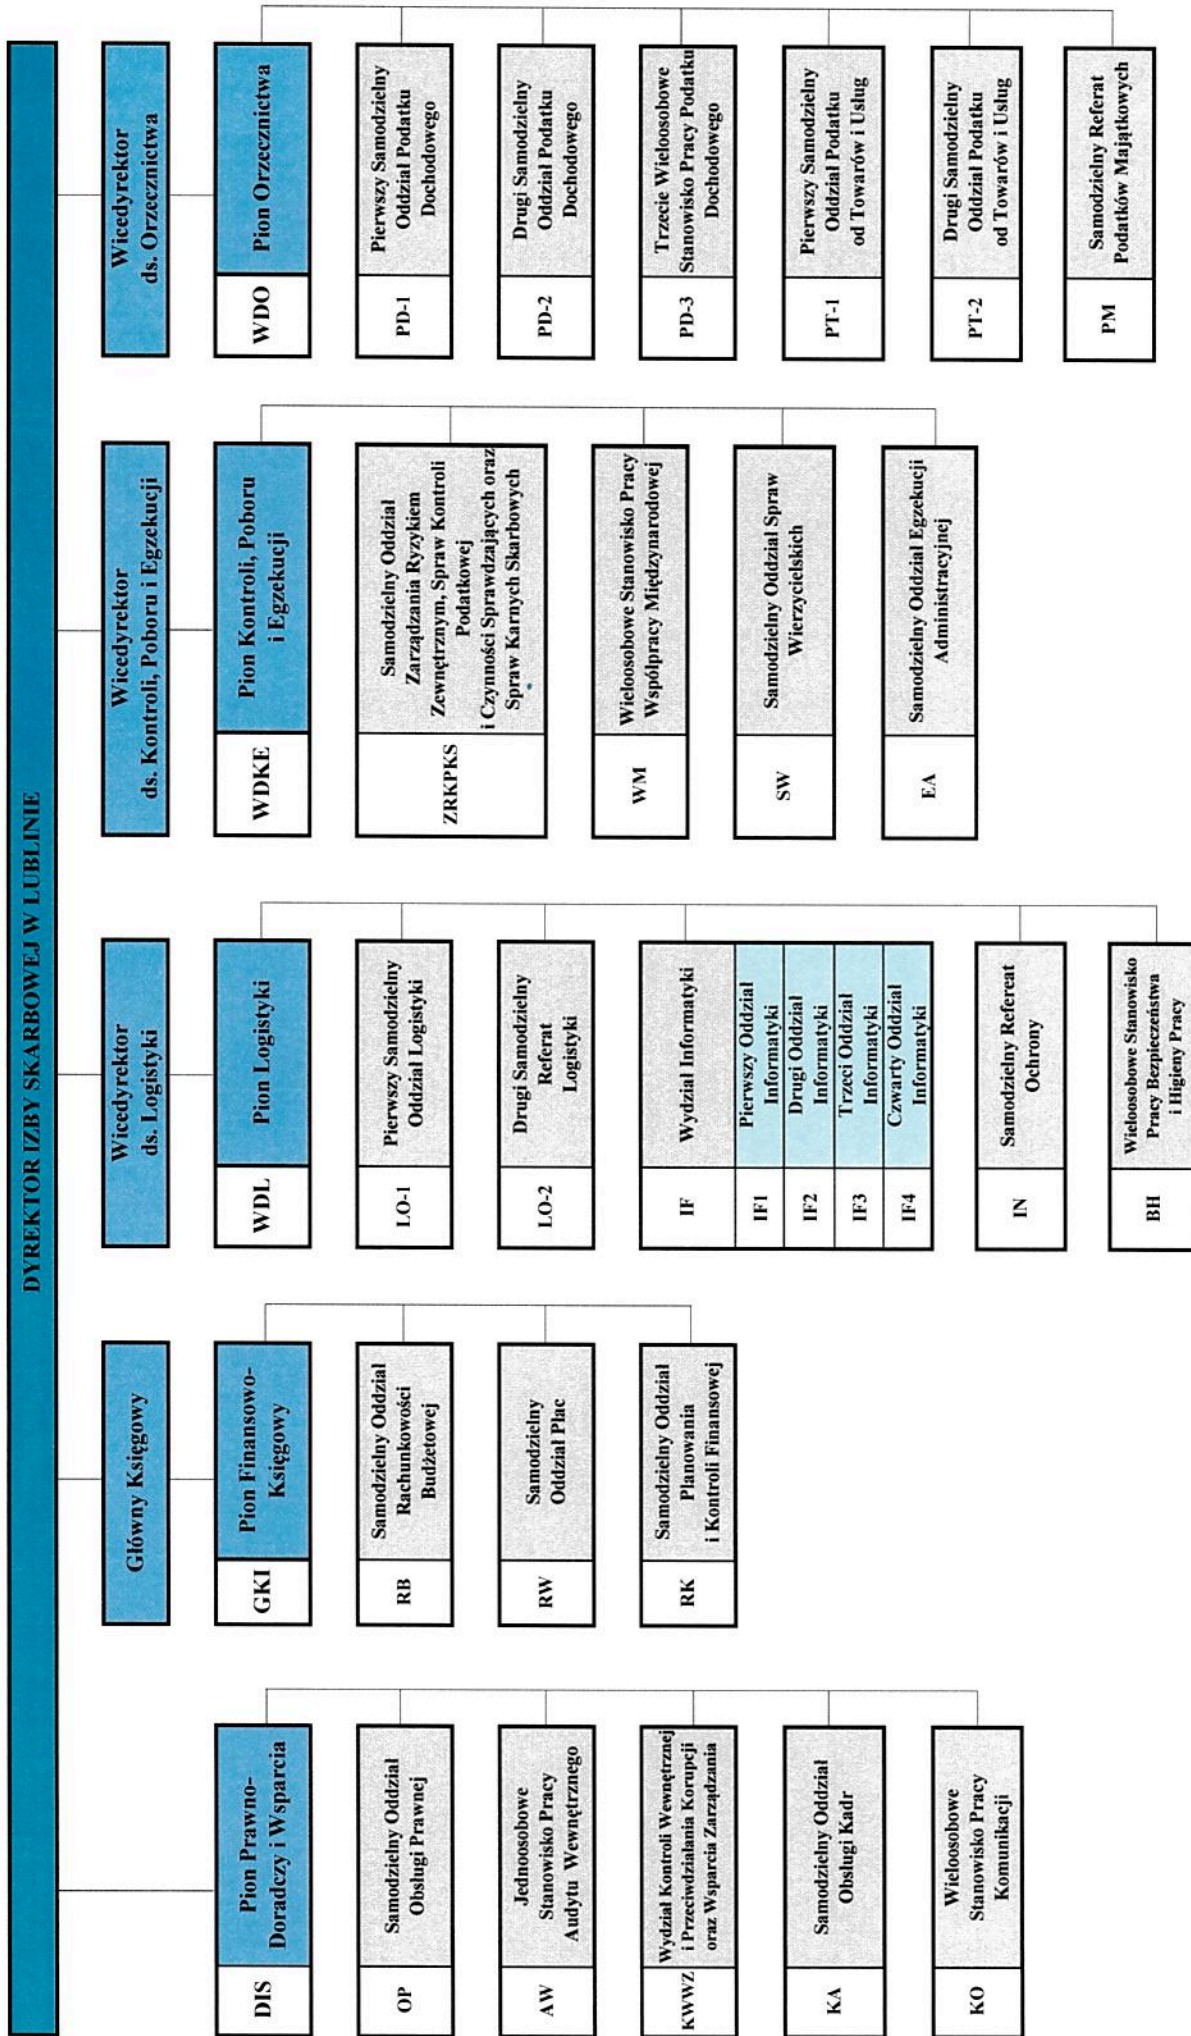 DYREKTOR IZBY SKARBOWEJ W LUBLINIE
DIS
Pion Prawno-
Doradczy i Wsparcia
OP
Samodzielny Oddział
Obsługi Prawnej
AW
Jednoosobowe
Stanowisko Pracy
Audytu Wewnętrznego
KWWZ
Wydział Kontroli Wewnętrznej
i Przeciwdziałania Korupcji
oraz Wsparcia Zarządzania
KA
Samodzielny Oddział
Obsługi Kadr
KO
Wieloosobowe
Stanowisko Pracy
Komunikacji
Główny Księgowy
GKI
Pion Finansowo-
Księgowy
RB
Samodzielny Oddział
Rachunkowości
Budżetowej
RW
Samodzielny
Oddział Płac
RK
Samodzielny Oddział
Planowania
i Kontroli Finansowej
Wicedyrektor
ds. Logistyki
WDL
Pion Logistyki
LO-1
Pierwszy Samodzielny
Oddział Logistyki
LO-2
Drugi Samodzielny
Referat
Logistyki
IF
Wydział Informatyki
IF1
Pierwszy Oddział
Informatyki
IF2
Drugi Oddział
Informatyki
IF3
Trzeci Oddział
Informatyki
IF4
Czwarty Oddział
Informatyki
IN
Samodzielny Refereat
Ochrony
BH
Wieloosobowe Stanowisko
Pracy Bezpieczeństwa
i Higieny Pracy
Wicedyrektor
ds. Kontroli, Poboru i Egzekucji
WDKE
Pion Kontroli, Poboru
i Egzekucji
ZRKPKS
Samodzielny Oddział
Zarządzania Ryzykiem
Zewnętrznym, Spraw Kontroli
Podatkowej
i Czynności Sprawdzających oraz
Spraw Karnych Skarbowych
WM
Wieloosobowe Stanowisko Pracy
Współpracy Międzynarodowej
SW
Samodzielny Oddział Spraw
Wierzycielskich
EA
Samodzielny Oddział Egzekucji
Administracyjnej
Wicedyrektor
ds. Orzecznictwa
WDO
Pion Orzecznictwa
PD-1
Pierwszy Samodzielny
Oddział Podatku
Dochodowego
PD-2
Drugi Samodzielny
Oddział Podatku
Dochodowego
PD-3
Trzecie Wieloosobowe
Stanowisko Pracy Podatku
Dochodowego
PT-1
Pierwszy Samodzielny
Oddział Podatku
od Towarów i Usług
PT-2
Drugi Samodzielny
Oddział Podatku
od Towarów i Usług
PM
Samodzielny Referat
Podatków Majątkowych